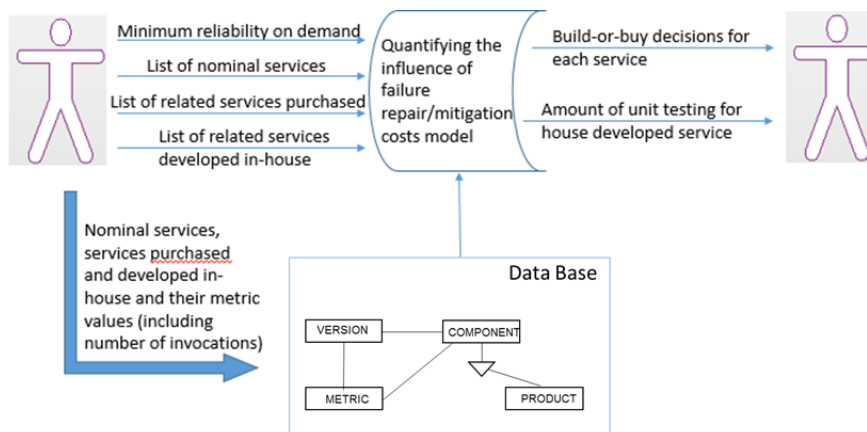 Minimum reliability on demand
List of nominal services
List of related services purchased
List of related services
developed in-house
Quantifying the
influence of
failure
repair/mitigation
costs model
Build-or-buy decisions for
each service
Amount of unit testing for
house developed service
Nominal services,
services purchased
and developed in-
house and their metric
values (including
number of invocations)
Data Base
VERSION
COMPONENT
METRIC
PRODUCT